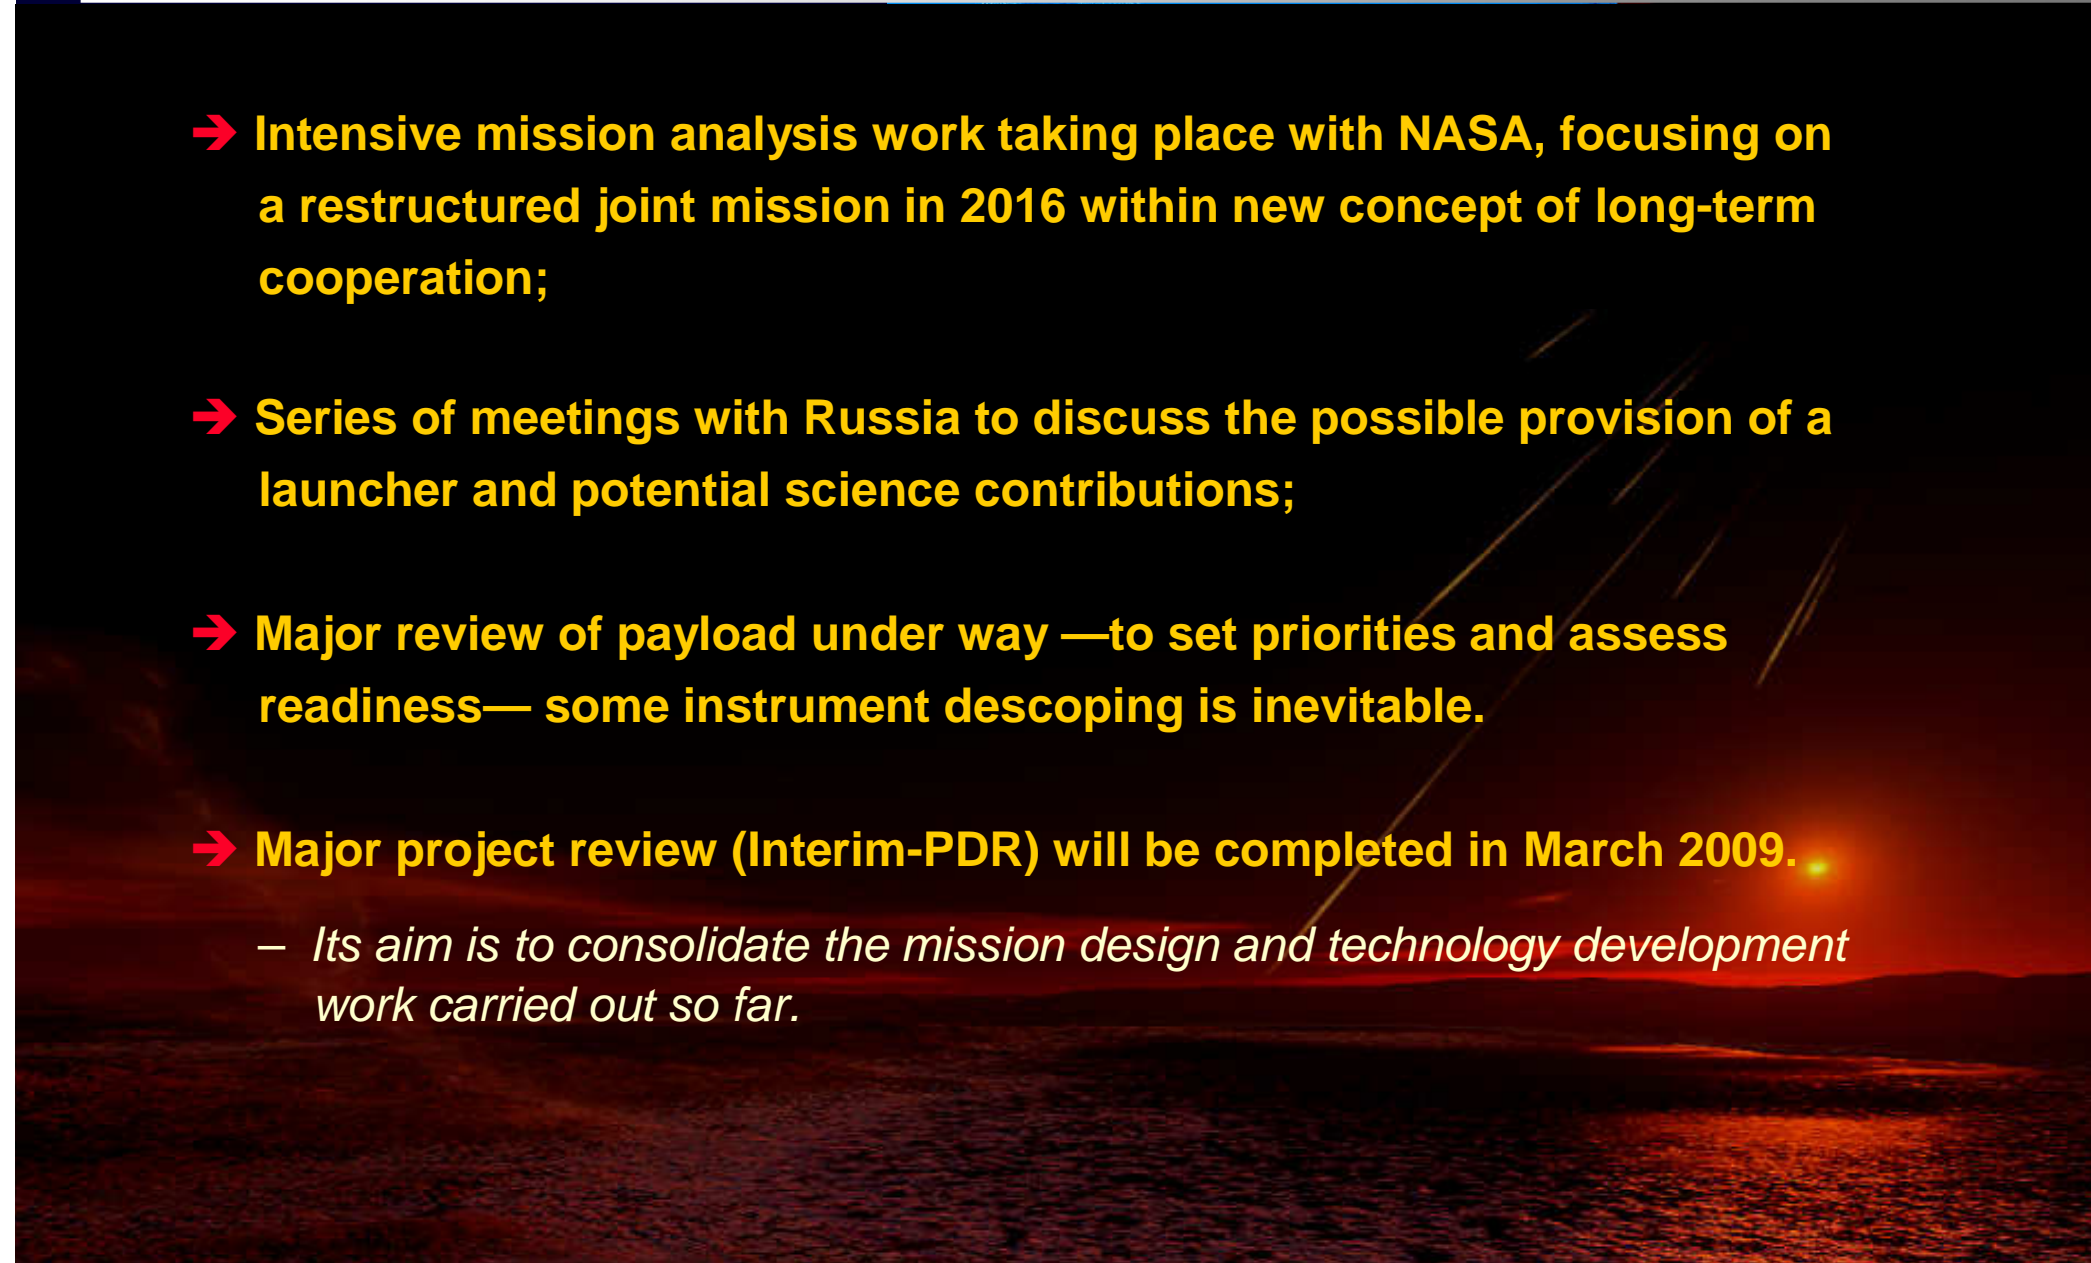 ➔ Intensive mission analysis work taking place with NASA, focusing on
a restructured joint mission in 2016 within new concept of long-term
cooperation;
➔ Series of meetings with Russia to discuss the possible provision of a
launcher and potential science contributions;
➔ Major review of payload under way —to set priorities and assess
readiness— some instrument descoping is inevitable.
➔ Major project review (Interim-PDR) will be completed in March 2009.
– Its aim is to consolidate the mission design and technology development
work carried out so far.